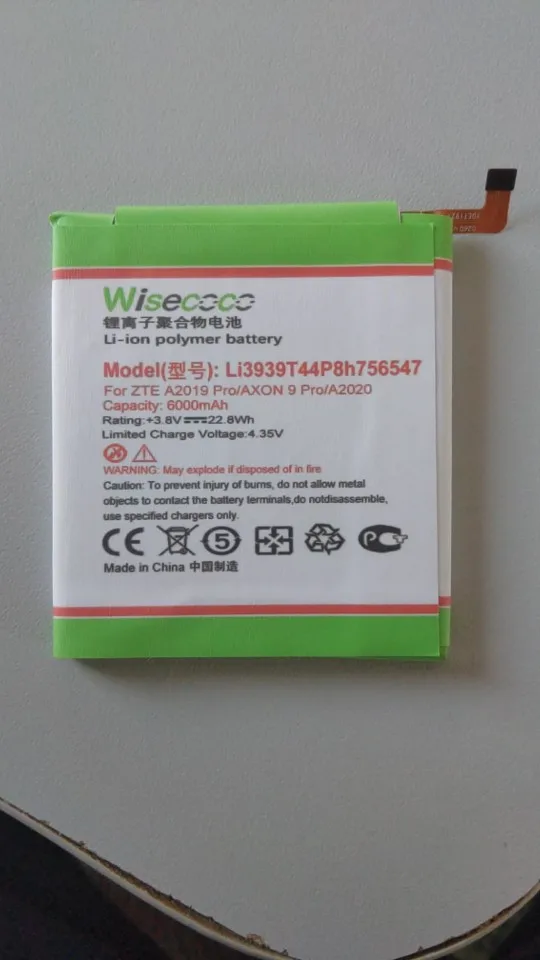 Wisecoco
锂离子聚合物电池
Li-ion polymer battery
Model(型号): Li3939T44P8h756547
For ZTE A2019 Pro/AXON 9 Pro/A2020
Capacity: 6000mAh
Rating:+3.8V⎓22.8Wh
Limited Charge Voltage:4.35V
WARNING: May explode if disposed of in fire
Caution: To prevent injury of burns, do not allow metal
objects to contact the battery terminals,do notdisassemble,
use specified chargers only.
CE 5 PCT
Made in China 中国制造